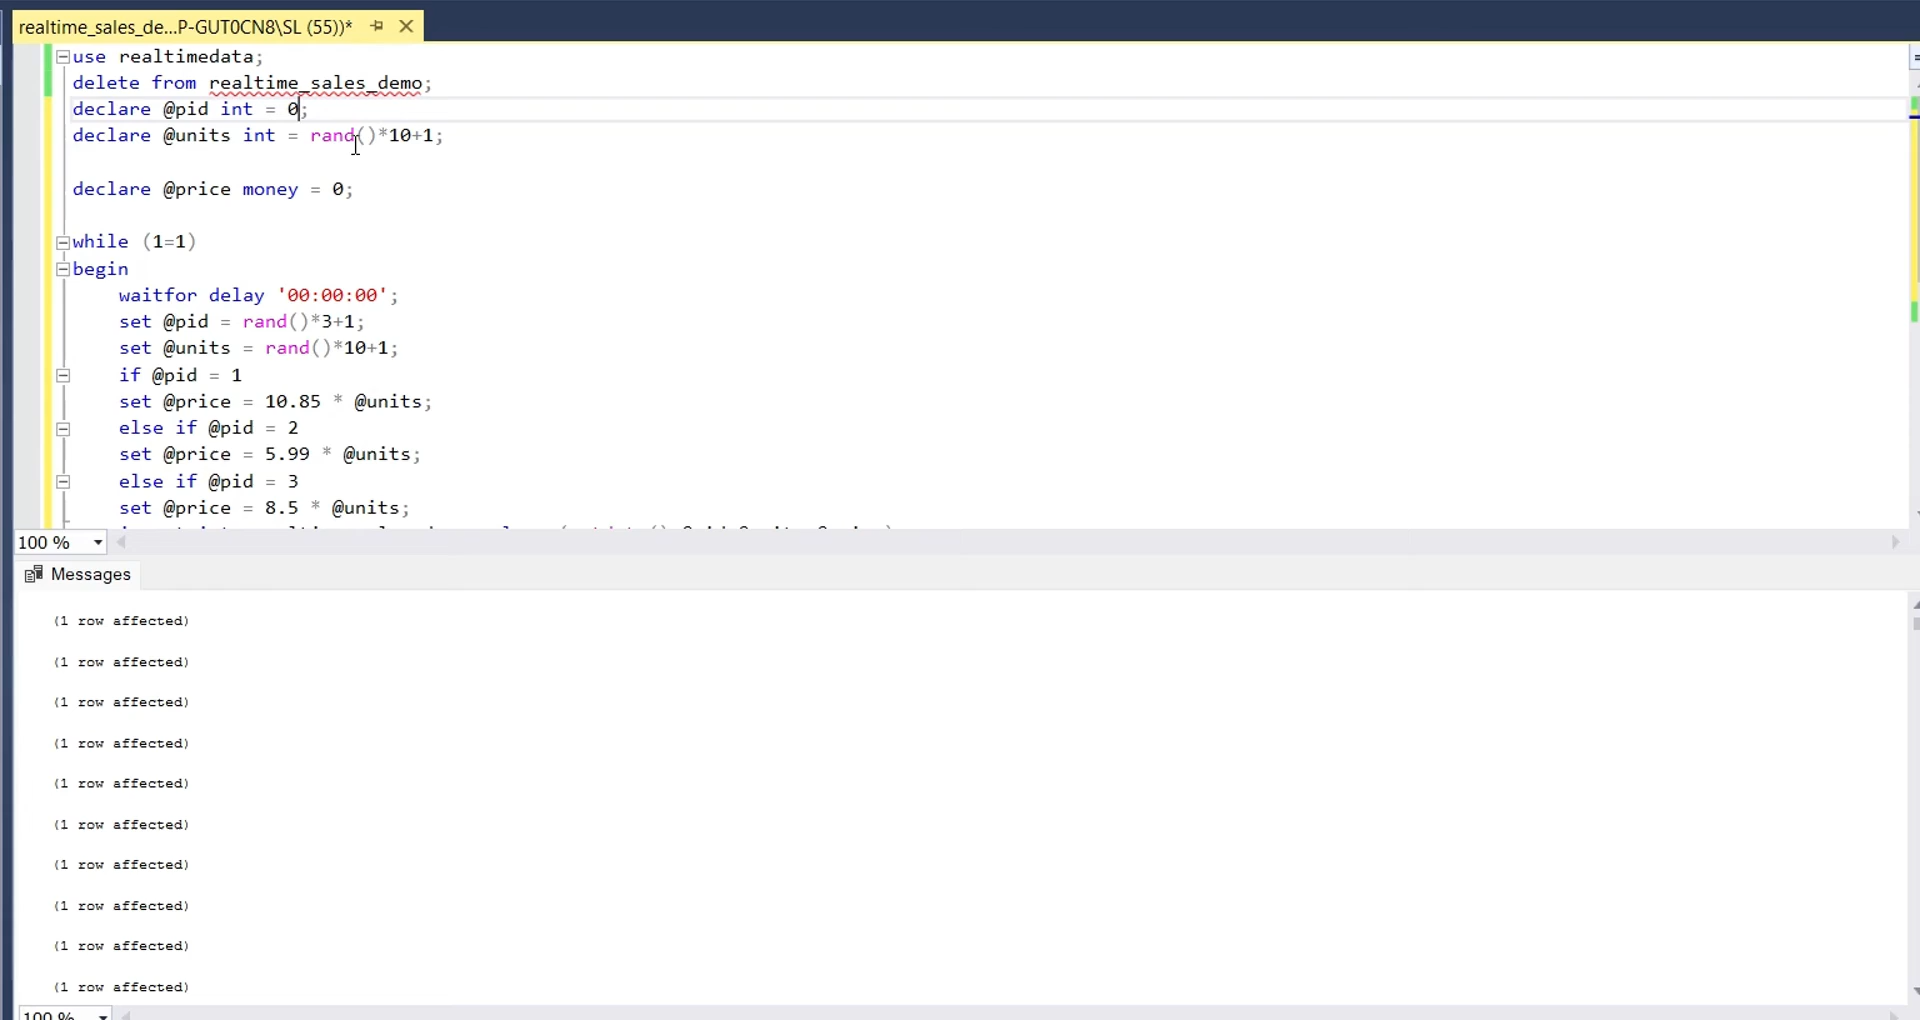 realtime_sales_de...P-GUT0CN8\SL (55))*
use realtimedata;
delete from realtime_sales_demo;
declare @pid int = 0;
declare @units int = rand()*10+1;
declare @price money = 0;
while (1=1)
begin
waitfor delay '00:00:00';
set @pid = rand()*3+1;
set @units = rand()*10+1;
if @pid = 1
set @price = 10.85 * @units;
else if @pid = 2
set @price = 5.99 * @units;
else if @pid = 3
set @price = 8.5 * @units;
100 %
Messages
(1 row affected)
(1 row affected)
(1 row affected)
(1 row affected)
(1 row affected)
(1 row affected)
(1 row affected)
(1 row affected)
(1 row affected)
(1 row affected)
100 %